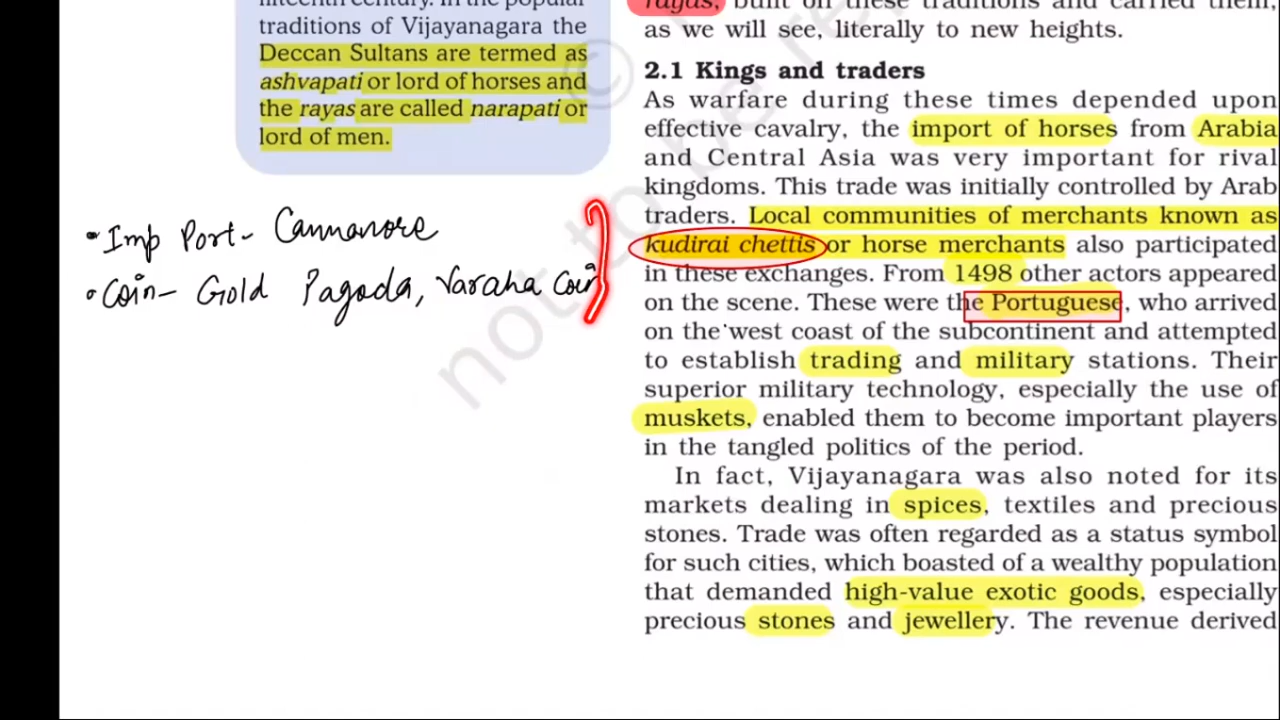 fifteenth century. In the popular
traditions of Vijayanagara the
Deccan Sultans are termed as
ashvapati or lord of horses and
the rayas are called narapati or
lord of men.
• Imp Port- Cannanore
• Coin- Gold Pagoda, Varaha Coin
rayas, built on these traditions and carried them,
as we will see, literally to new heights.
2.1 Kings and traders
As warfare during these times depended upon
effective cavalry, the import of horses from Arabia
and Central Asia was very important for rival
kingdoms. This trade was initially controlled by Arab
traders. Local communities of merchants known as
kudirai chettis or horse merchants also participated
in these exchanges. From 1498 other actors appeared
on the scene. These were the Portuguese, who arrived
on the west coast of the subcontinent and attempted
to establish trading and military stations. Their
superior military technology, especially the use of
muskets, enabled them to become important players
in the tangled politics of the period.
In fact, Vijayanagara was also noted for its
markets dealing in spices, textiles and precious
stones. Trade was often regarded as a status symbol
for such cities, which boasted of a wealthy population
that demanded high-value exotic goods, especially
precious stones and jewellery. The revenue derived
© not to be rep